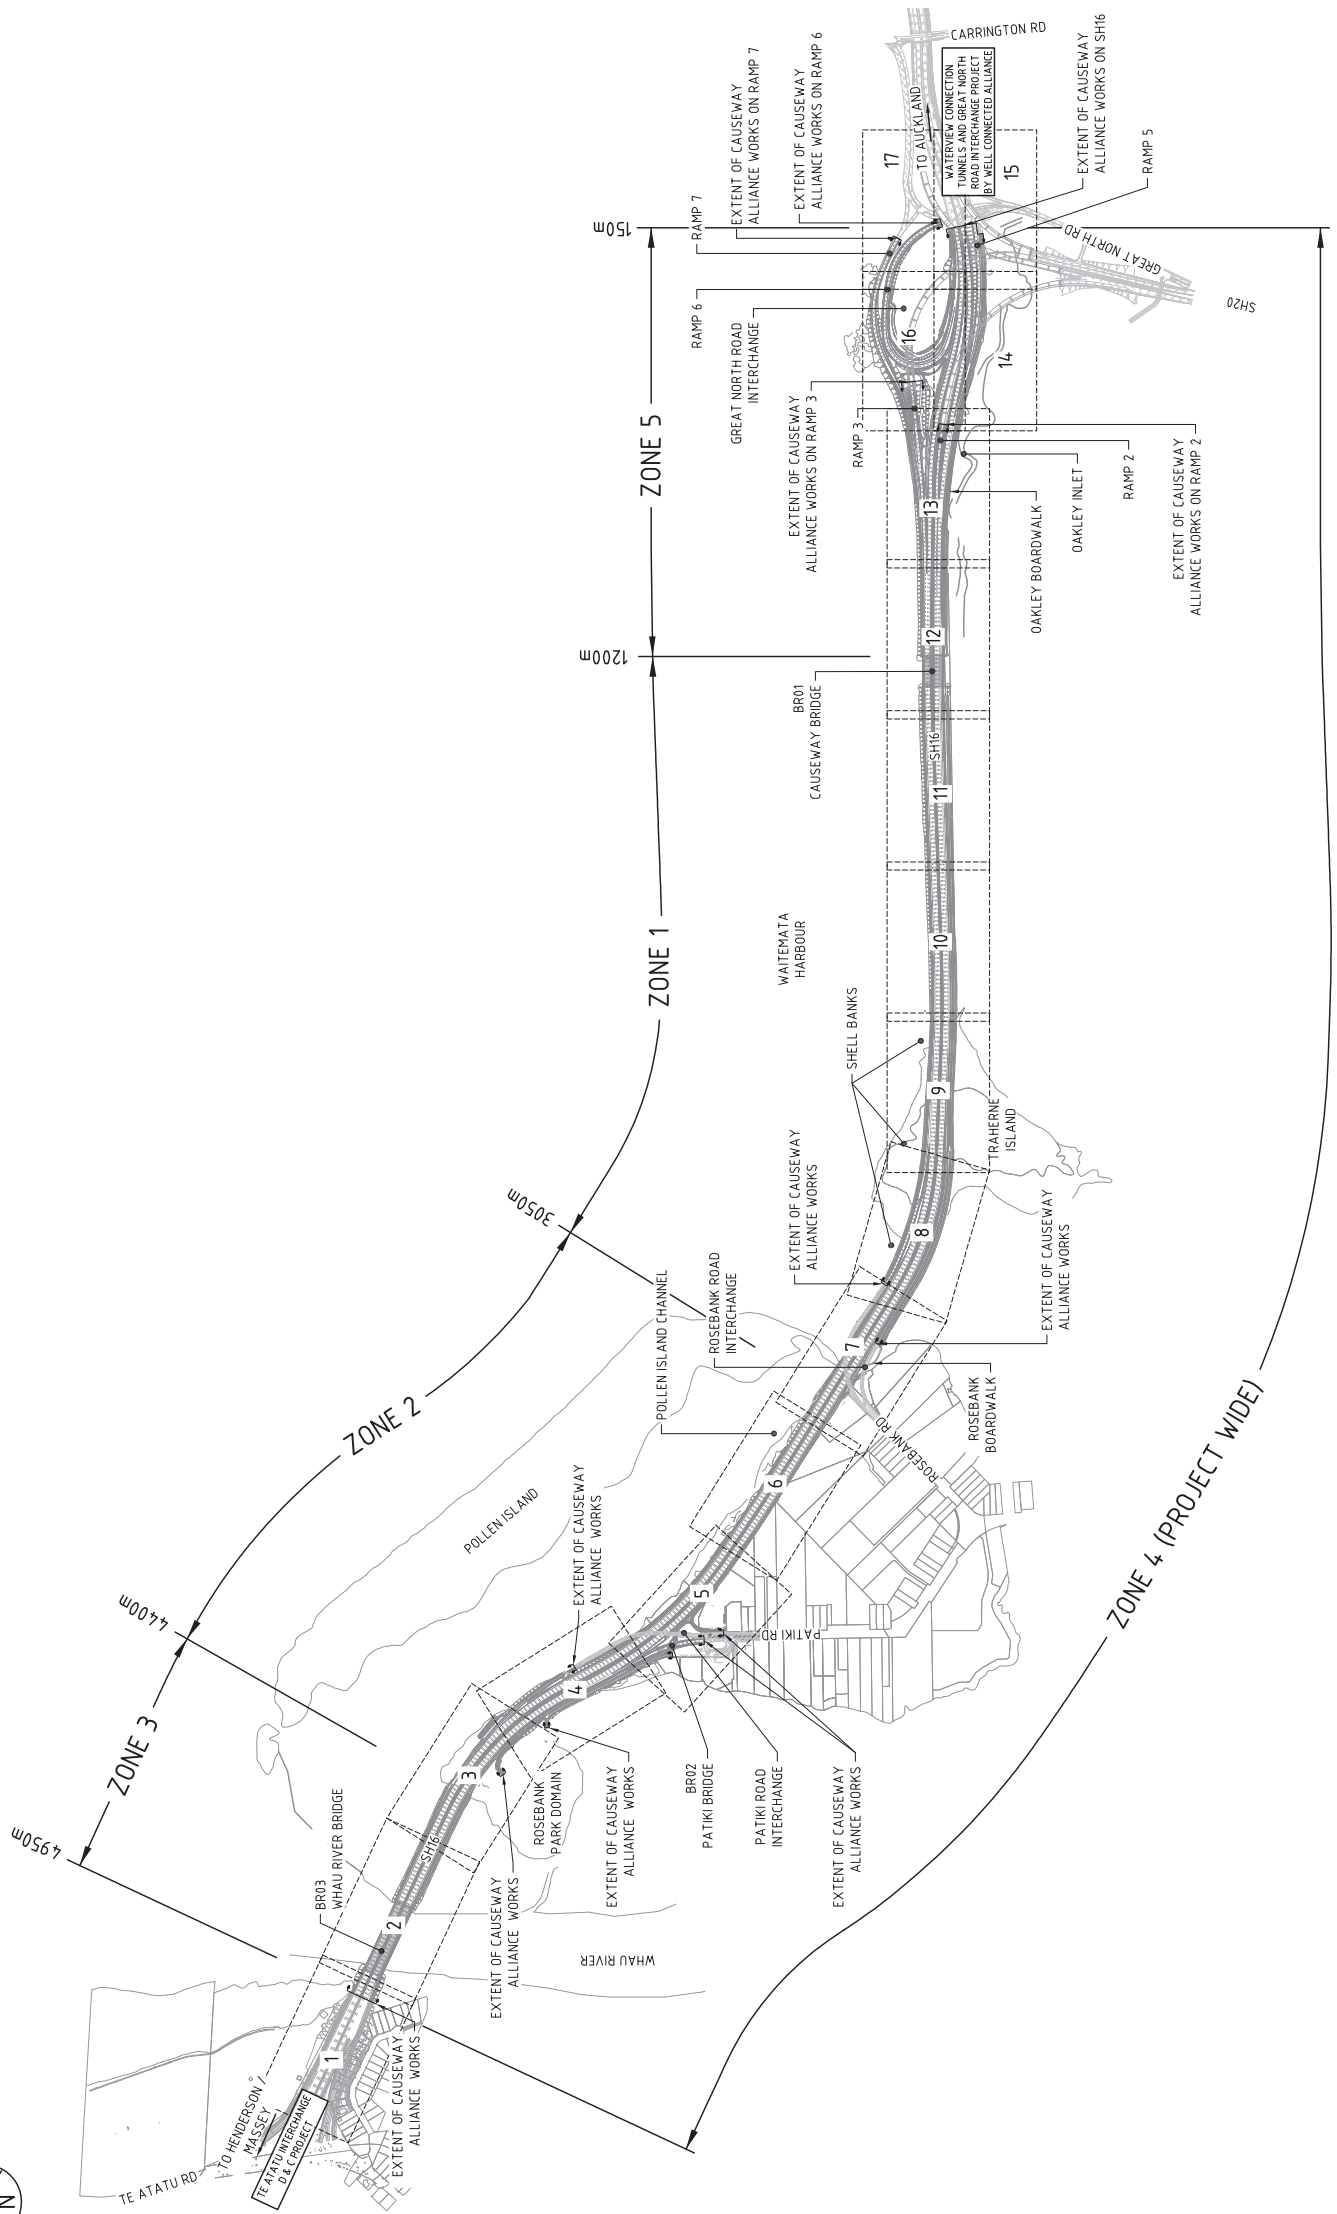 N
TE ATATU RD
TO HENDERSON /
MASSEY
TE ATATU INTERCHANGE
D & C PROJECT
EXTENT OF CAUSEWAY
ALLIANCE WORKS
1
4950m
ZONE 3
4400m
ZONE 2
3050m
ZONE 1
1200m
ZONE 5
150m
ZONE 4 (PROJECT WIDE)
BR03
WHAU RIVER BRIDGE
2
SH16
WHAU RIVER
EXTENT OF CAUSEWAY
ALLIANCE WORKS
3
ROSEBANK
PARK DOMAIN
EXTENT OF CAUSEWAY
ALLIANCE WORKS
4
EXTENT OF CAUSEWAY
ALLIANCE WORKS
POLLEN ISLAND
BR02
PATIKI BRIDGE
PATIKI ROAD
INTERCHANGE
EXTENT OF CAUSEWAY
ALLIANCE WORKS
PATIKI RD
5
6
POLLEN ISLAND CHANNEL
ROSEBANK ROAD
INTERCHANGE
7
ROSEBANK RD
ROSEBANK
BOARDWALK
EXTENT OF CAUSEWAY
ALLIANCE WORKS
EXTENT OF CAUSEWAY
ALLIANCE WORKS
8
SHELL BANKS
TRAHERNE
ISLAND
9
WAITEMATA
HARBOUR
10
11
SH16
BR01
CAUSEWAY BRIDGE
12
13
OAKLEY BOARDWALK
OAKLEY INLET
RAMP 2
EXTENT OF CAUSEWAY
ALLIANCE WORKS ON RAMP 2
EXTENT OF CAUSEWAY
ALLIANCE WORKS ON RAMP 3
RAMP 3
GREAT NORTH ROAD
INTERCHANGE
RAMP 6
RAMP 7
EXTENT OF CAUSEWAY
ALLIANCE WORKS ON RAMP 7
EXTENT OF CAUSEWAY
ALLIANCE WORKS ON RAMP 6
14
15
16
17
TO AUCKLAND
CARRINGTON RD
WATERVIEW CONNECTION
TUNNELS AND GREAT NORTH
ROAD INTERCHANGE PROJECT
BY WELL CONNECTED ALLIANCE
EXTENT OF CAUSEWAY
ALLIANCE WORKS ON SH16
RAMP 5
GREAT NORTH RD
SH20